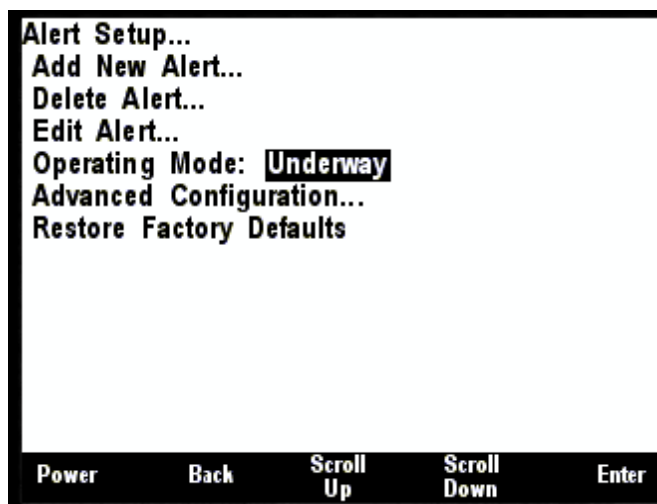 Alert Setup...
Add New Alert...
Delete Alert...
Edit Alert...
Operating Mode: Underway
Advanced Configuration...
Restore Factory Defaults
Power Back Scroll Up Scroll Down Enter